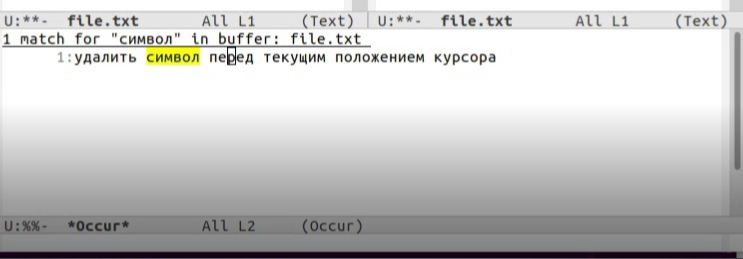 U:**-  file.txt       All L1     (Text)  U:**-  file.txt       All L1     (Text)
1 match for "символ" in buffer: file.txt
1:удалить символ перед текущим положением курсора
U:%%-  *Occur*        All L2     (Occur)